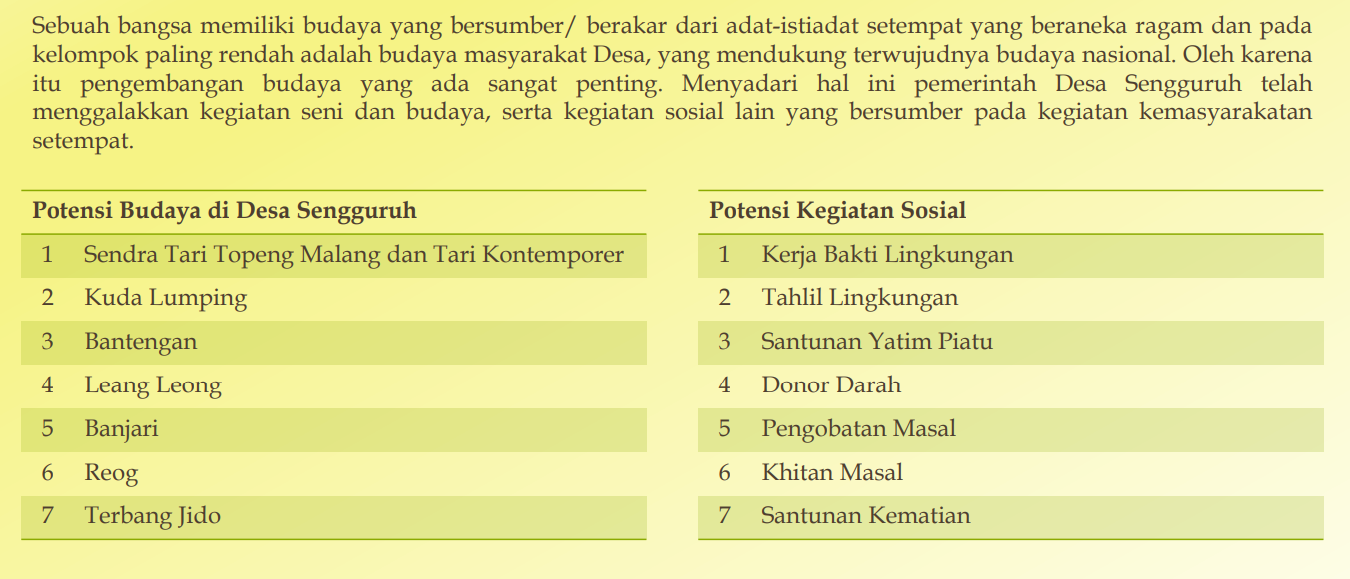 Sebuah bangsa memiliki budaya yang bersumber/ berakar dari adat-istiadat setempat yang beraneka ragam dan pada
kelompok paling rendah adalah budaya masyarakat Desa, yang mendukung terwujudnya budaya nasional. Oleh karena
itu pengembangan budaya yang ada sangat penting. Menyadari hal ini pemerintah Desa Sengguruh telah
menggalakkan kegiatan seni dan budaya, serta kegiatan sosial lain yang bersumber pada kegiatan kemasyarakatan
setempat.
Potensi Budaya di Desa Sengguruh
1 Sendra Tari Topeng Malang dan Tari Kontemporer
2 Kuda Lumping
3 Bantengan
4 Leang Leong
5 Banjari
6 Reog
7 Terbang Jido
Potensi Kegiatan Sosial
1 Kerja Bakti Lingkungan
2 Tahlil Lingkungan
3 Santunan Yatim Piatu
4 Donor Darah
5 Pengobatan Masal
6 Khitan Masal
7 Santunan Kematian